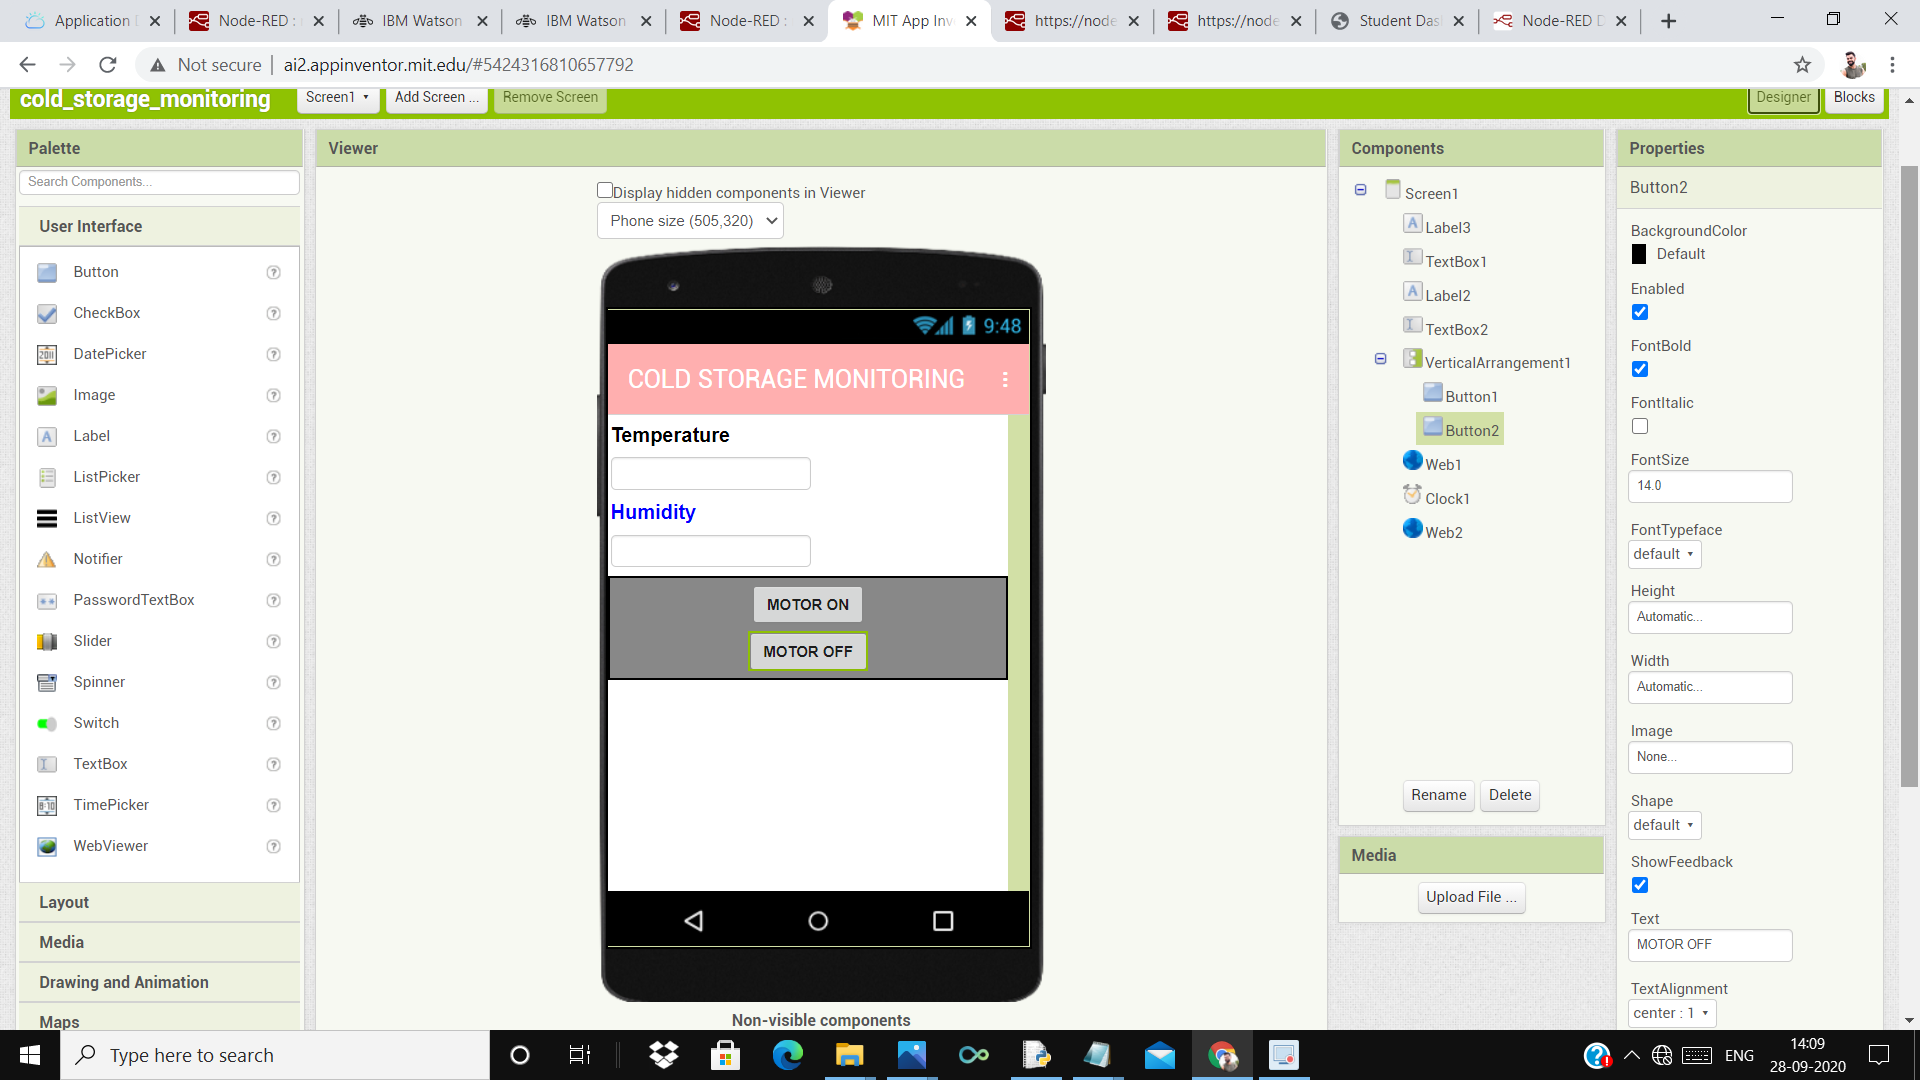 Application D
Node-RED :
IBM Watson
IBM Watson
Node-RED :
MIT App Inv
https://node
https://node
Student Das
Node-RED D
Not secure
ai2.appinventor.mit.edu/#5424316810657792
cold_storage_monitoring
Screen1
Add Screen ...
Remove Screen
Designer
Blocks
Palette
Search Components...
User Interface
Button
CheckBox
DatePicker
Image
Label
ListPicker
ListView
Notifier
PasswordTextBox
Slider
Spinner
Switch
TextBox
TimePicker
WebViewer
Layout
Media
Drawing and Animation
Maps
Viewer
Display hidden components in Viewer
Phone size (505,320)
9:48
COLD STORAGE MONITORING
Temperature
Humidity
MOTOR ON
MOTOR OFF
Non-visible components
Components
Screen1
Label3
TextBox1
Label2
TextBox2
VerticalArrangement1
Button1
Button2
Web1
Clock1
Web2
Rename
Delete
Media
Upload File ...
Properties
Button2
BackgroundColor
Default
Enabled
FontBold
FontItalic
FontSize
14.0
FontTypeface
default
Height
Automatic...
Width
Automatic...
Image
None...
Shape
default
ShowFeedback
Text
MOTOR OFF
TextAlignment
center : 1
Type here to search
ENG
14:09
28-09-2020